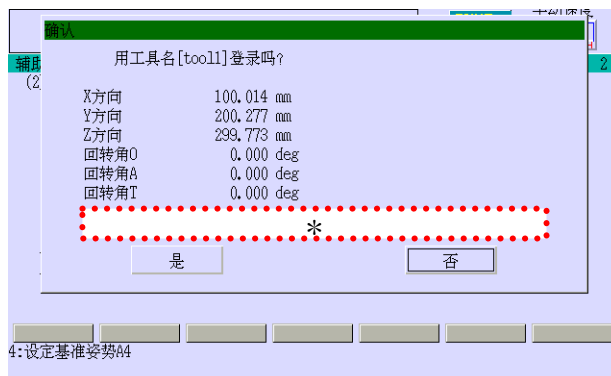 确认
用工具名[tool1]登录吗?
X方向 100.014 mm
Y方向 200.277 mm
Z方向 299.773 mm
回转角O 0.000 deg
回转角A 0.000 deg
回转角T 0.000 deg
*
是 否
辅 2
(2
4:设定基准姿势A4